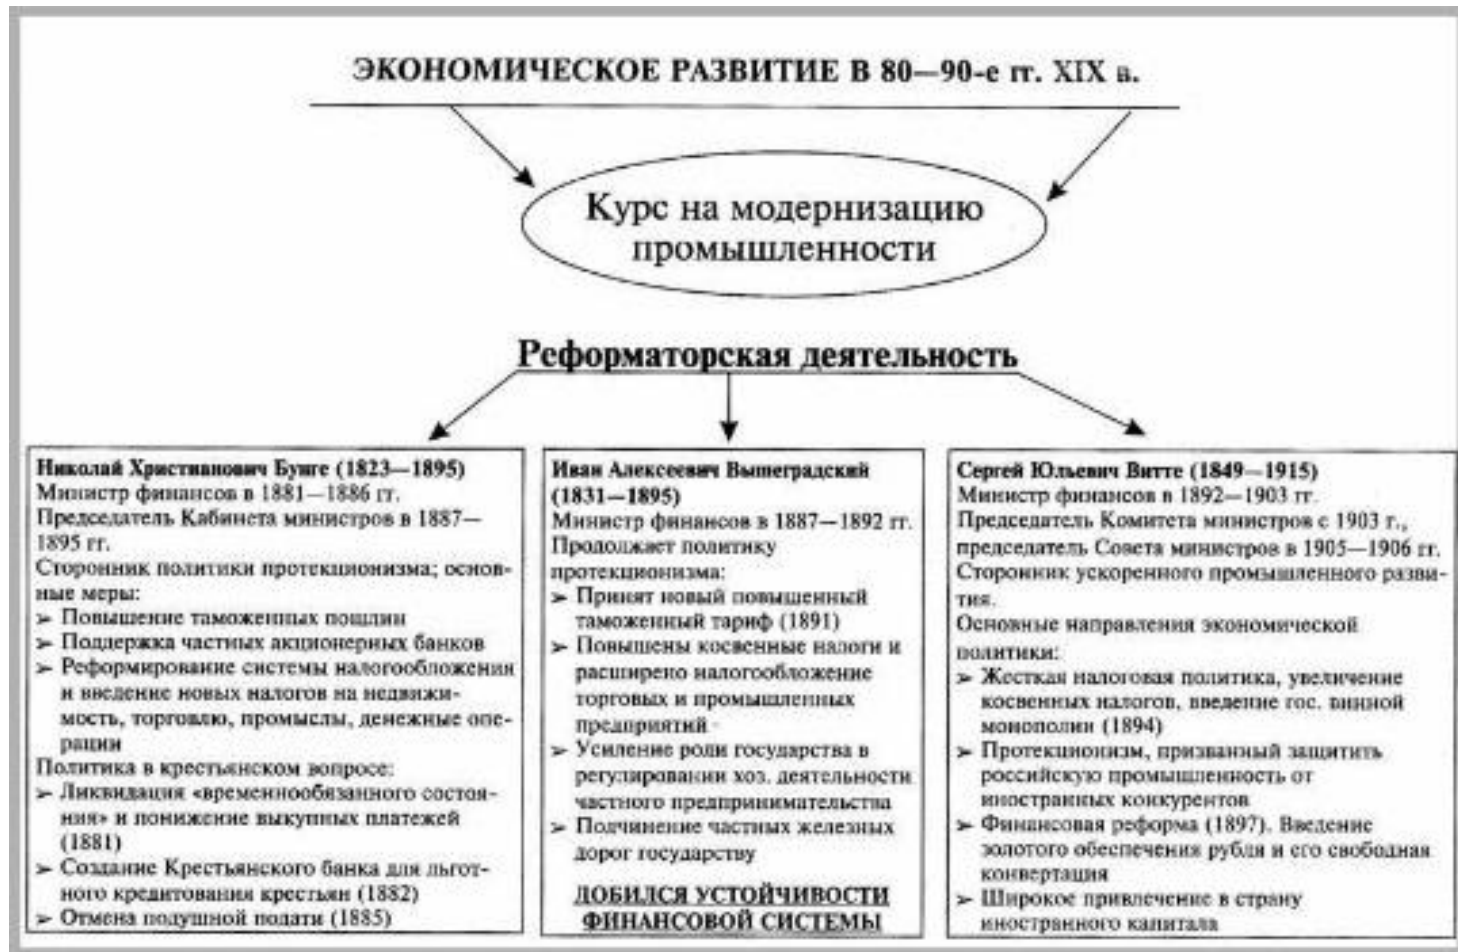 ЭКОНОМИЧЕСКОЕ РАЗВИТИЕ В 80—90-е гг. XIX в.
Курс на модернизацию
промышленности
Реформаторская деятельность
Николай Христианович Бунге (1823—1895)
Министр финансов в 1881—1886 гг.
Председатель Кабинета министров в 1887—
1895 гг.
Сторонник политики протекционизма; основ-
ные меры:
➢ Повышение таможенных пошлин
➢ Поддержка частных акционерных банков
➢ Реформирование системы налогообложения
и введение новых налогов на недвижи-
мость, торговлю, промыслы, денежные опе-
рации
Политика в крестьянском вопросе:
➢ Ликвидация «временнообязанного состоя-
ния» и понижение выкупных платежей
(1881)
➢ Создание Крестьянского банка для льгот-
ного кредитования крестьян (1882)
➢ Отмена подушной подати (1885)
Иван Алексеевич Вышеградский
(1831—1895)
Министр финансов в 1887—1892 гг.
Продолжает политику
протекционизма:
➢ Принят новый повышенный
таможенный тариф (1891)
➢ Повышены косвенные налоги и
расширено налогообложение
торговых и промышленных
предприятий
➢ Усиление роли государства в
регулировании хоз. деятельности
частного предпринимательства
➢ Подчинение частных железных
дорог государству
ДОБИЛСЯ УСТОЙЧИВОСТИ
ФИНАНСОВОЙ СИСТЕМЫ
Сергей Юльевич Витте (1849—1915)
Министр финансов в 1892—1903 гг.
Председатель Комитета министров с 1903 г.,
председатель Совета министров в 1905—1906 гг.
Сторонник ускоренного промышленного разви-
тия.
Основные направления экономической
политики:
➢ Жесткая налоговая политика, увеличение
косвенных налогов, введение гос. винной
монополии (1894)
➢ Протекционизм, призванный защитить
российскую промышленность от
иностранных конкурентов
➢ Финансовая реформа (1897). Введение
золотого обеспечения рубля и его свободная
конвертация
➢ Широкое привлечение в страну
иностранного капитала